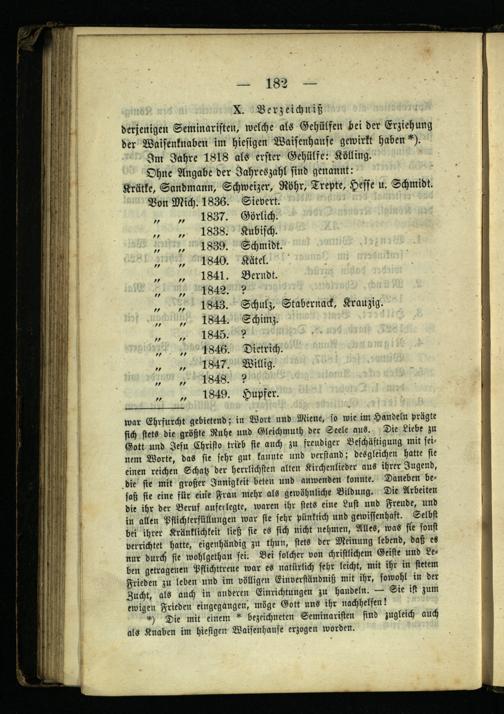 — 182 —
X. Verzeichniß
derjenigen Seminaristen, welche als Gehülfen bei der Erziehung
der Waisenknaben im hiesigen Waisenhause gewirkt haben *).
Im Jahre 1818 als erster Gehülfe: Kölling.
Ohne Angabe der Jahreszahl sind genannt:
Krätke, Sandmann, Schweizer, Röhr, Trepte, Hesse u. Schmidt.
Von Mich. 1836. Sievert.
„ „ 1837. Görlich.
„ „ 1838. Kubisch.
„ „ 1839. Schmidt.
„ „ 1840. Kätel.
„ „ 1841. Berndt.
„ „ 1842. ?
„ „ 1843. Schulz, Stabernack, Krauzig.
„ „ 1844. Schinz.
„ „ 1845. ?
„ „ 1846. Dietrich.
„ „ 1847. Willig.
„ „ 1848. ?
„ „ 1849. Hupfer.
war Ehrfurcht gebietend; in Wort und Miene, so wie im Handeln prägte
sich stets die größte Ruhe und Gleichmuth der Seele aus. Die Liebe zu
Gott und Jesu Christo trieb sie auch zu freudiger Beschäftigung mit sei-
nem Worte, das sie sehr gut kannte und verstand; desgleichen hatte sie
einen reichen Schatz der herrlichsten alten Kirchenlieder aus ihrer Jugend,
die sie mit großer Innigkeit beten und anwenden konnte. Daneben be-
saß sie eine für eine Frau mehr als gewöhnliche Bildung. Die Arbeiten
die ihr der Beruf auferlegte, waren ihr stets eine Lust und Freude, und
in allen Pflichterfüllungen war sie sehr pünktlich und gewissenhaft. Selbst
bei ihrer Kränklichkeit ließ sie es sich nicht nehmen, Alles, was sie sonst
verrichtet hatte, eigenhändig zu thun, stets der Meinung lebend, daß es
nur durch sie wohlgethan sei. Bei solcher von christlichem Geiste und Le-
ben getragenen Pflichttreue war es natürlich sehr leicht, mit ihr in stetem
Frieden zu leben und im völligen Einverständniß mit ihr, sowohl in der
Zucht, als auch in anderen Einrichtungen zu handeln. — Sie ist zum
ewigen Frieden eingegangen, möge Gott uns ihr nachhelfen!
*) Die mit einem * bezeichneten Seminaristen sind zugleich auch
als Knaben im hiesigen Waisenhause erzogen worden.